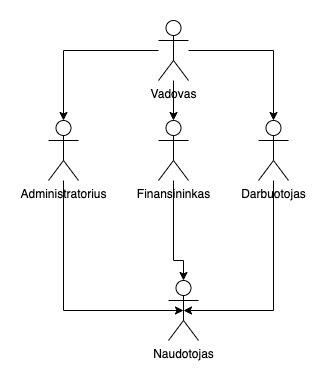 Vadovas
Administratorius
Finansininkas
Darbuotojas
Naudotojas